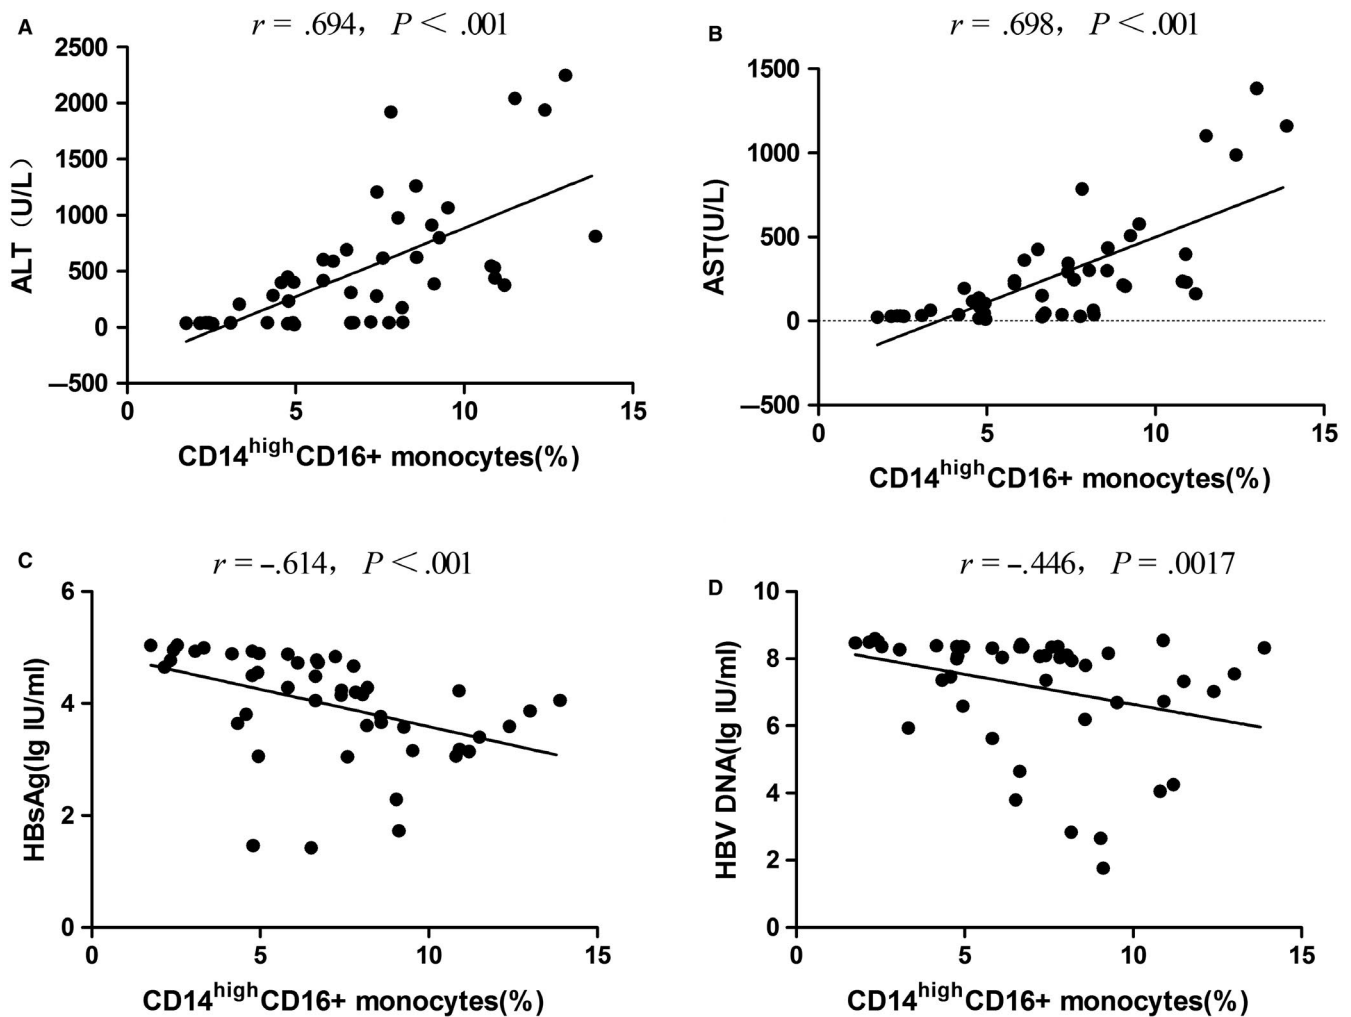 A
r = .694, P < .001
2500
2000
1500
1000
500
0
–500
ALT (U/L)
0 5 10 15
CD14highCD16+ monocytes(%)
B
r = .698, P < .001
1500
1000
500
0
–500
AST(U/L)
0 5 10 15
CD14highCD16+ monocytes(%)
C
r = –.614, P < .001
6
4
2
0
HBsAg(lg IU/ml)
0 5 10 15
CD14highCD16+ monocytes(%)
D
r = –.446, P = .0017
10
8
6
4
2
0
HBV DNA(lg IU/ml)
0 5 10 15
CD14highCD16+ monocytes(%)